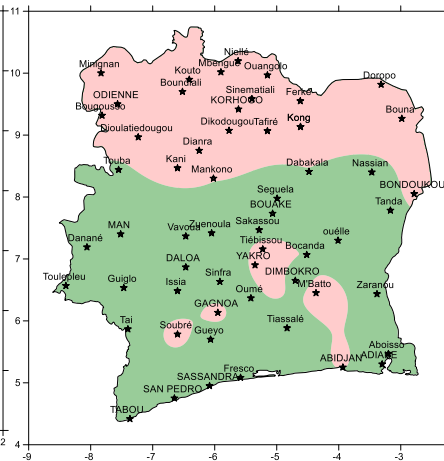 11
Niellé
Minignan
Mbengué
Ouangolo
10
Kouto
Doropo
Boundiali
Sinematiali
Ferké
ODIENNE
KORHOGO
Bougousso
Bouna
Kong
Dikodougou
Tafiré
Djoulatiedougou
9
Dianra
Touba
Kani
Dabakala
Nassian
Mankono
BONDOUKOU
8
Seguela
Tanda
BOUAKE
MAN
Vavoua
Zuenoula
Sakassou
Danané
ouélle
Tiébissou
Bocanda
7
YAKRO
DALOA
Toulepleu
Guiglo
Sinfra
DIMBOKRO
Issia
Oumé
M'Batto
Zaranou
GAGNOA
6
Tai
Soubré
Gueyo
Tiassalé
Aboisso
ABIDJAN
ADIAKE
Fresco
5
SASSANDRA
SAN PEDRO
TABOU
2
4
-9
-8
-7
-6
-5
-4
-3